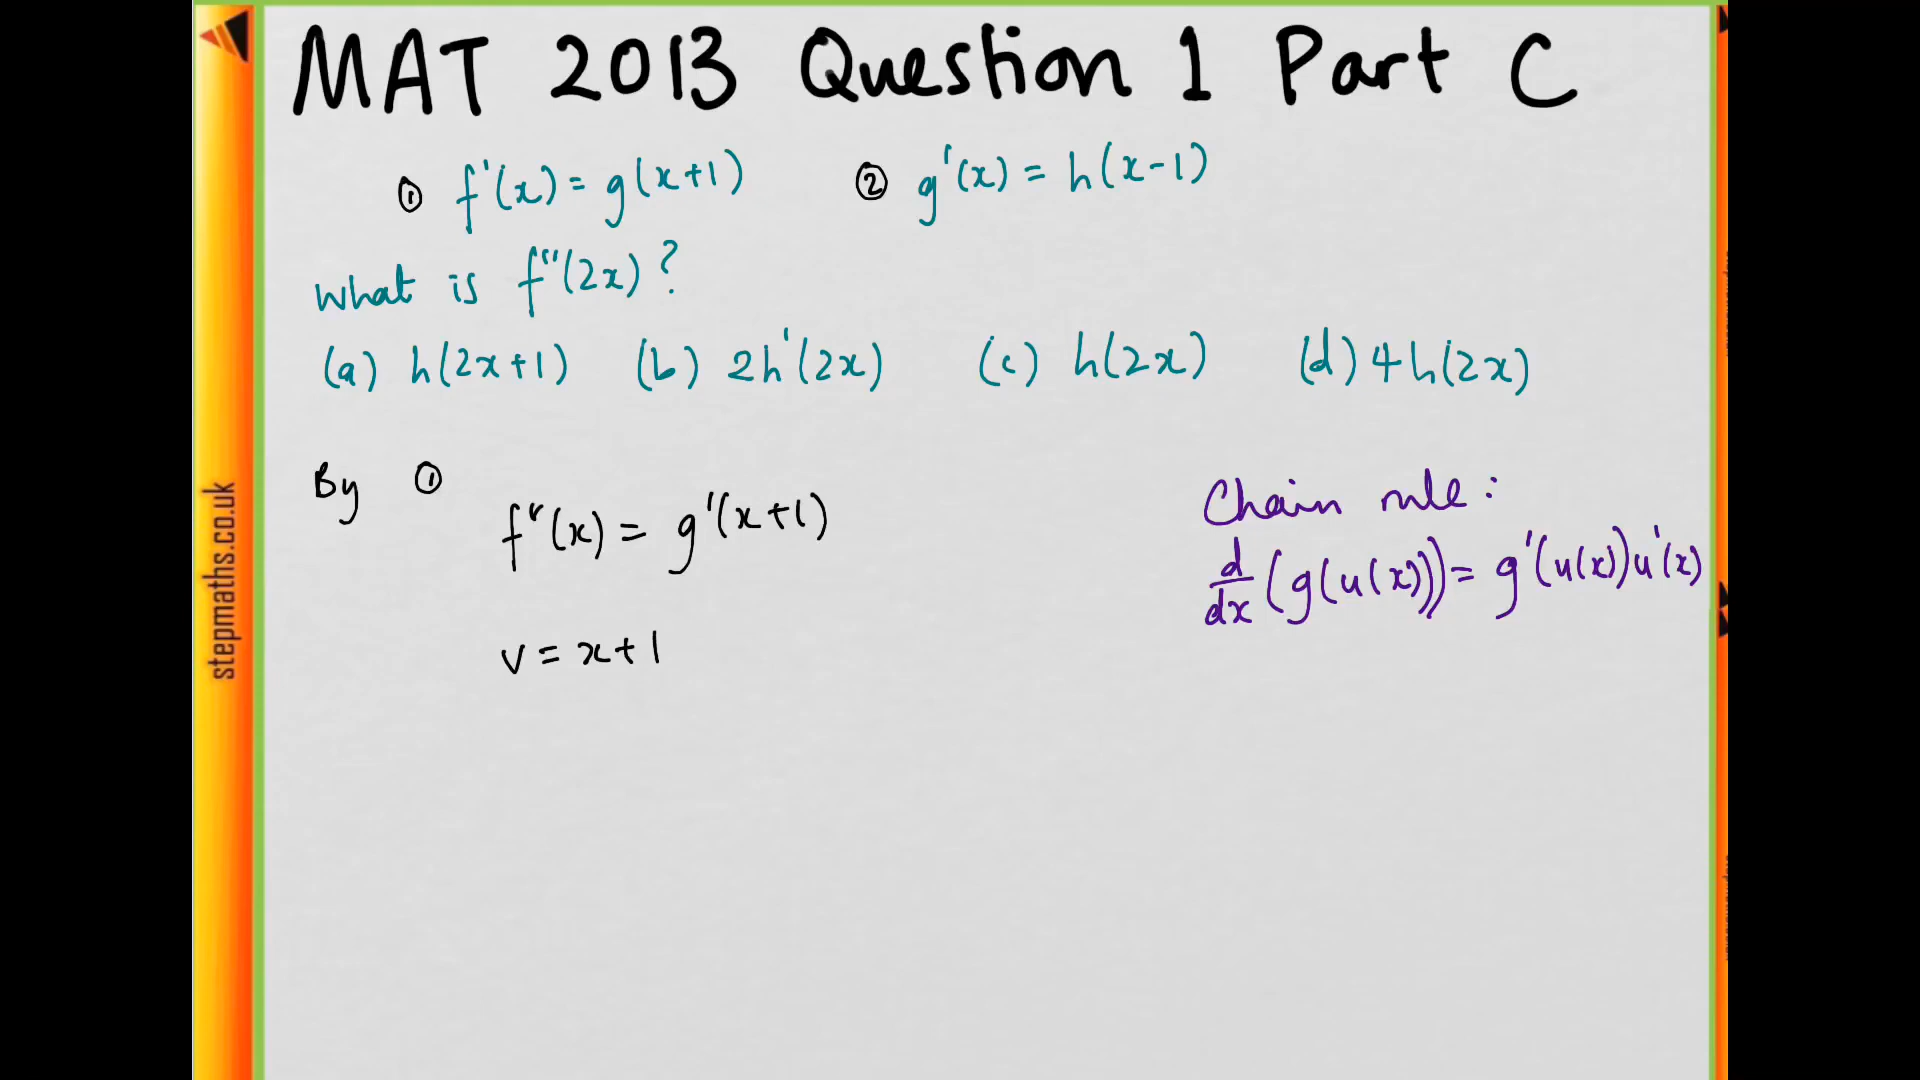 MAT 2013 Question 1 Part C
① f'(x) = g(x+1) ② g'(x) = h(x-1)
What is f''(2x)?
(a) h(2x+1) (b) 2h'(2x) (c) h(2x) (d) 4h(2x)
By ①
f''(x) = g'(x+1)
v = x+1
Chain rule:
d/dx (g(u(x))) = g'(u(x))u'(x)
stepmaths.co.uk